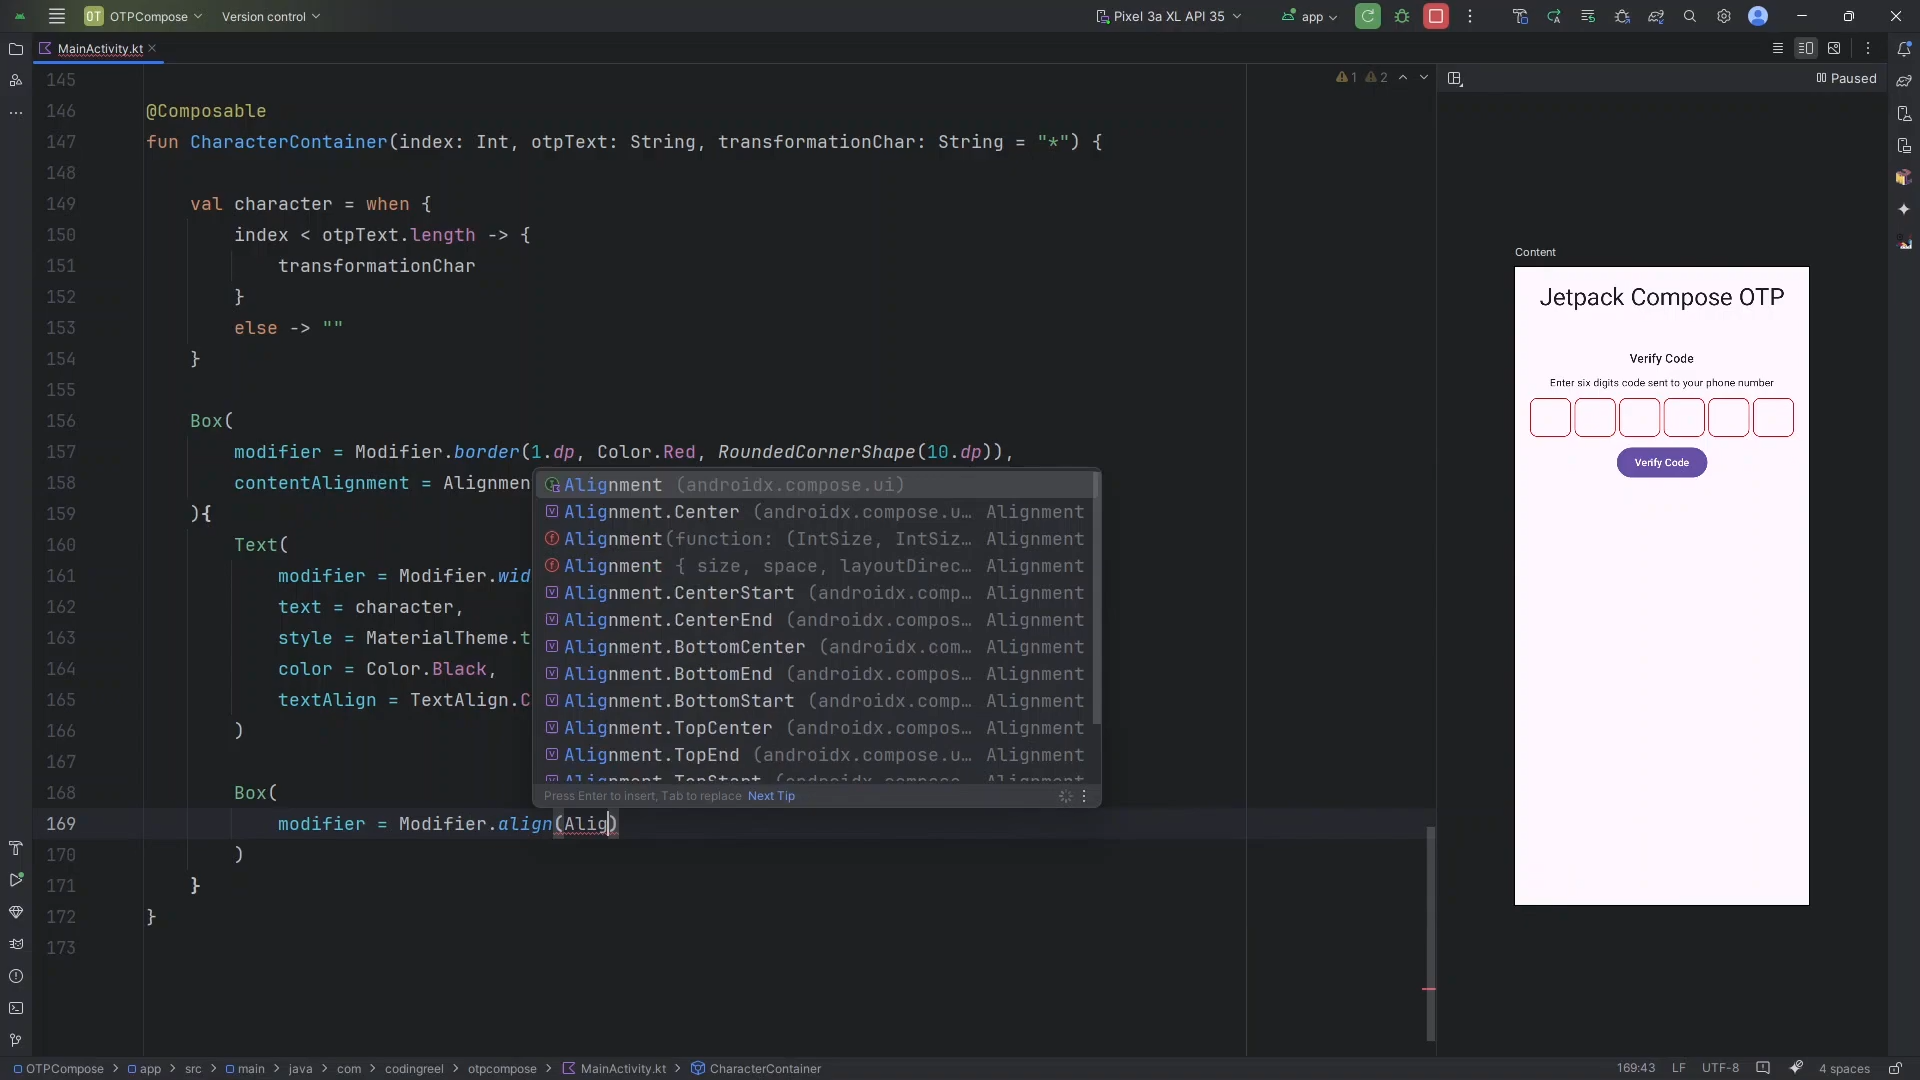 OT OTPCompose Version control Pixel 3a XL API 35 app
MainActivity.kt
1 2 Paused
145
146 @Composable
147 fun CharacterContainer(index: Int, otpText: String, transformationChar: String = "*") {
148
149 val character = when {
150 index < otpText.length -> {
151 transformationChar
152 }
153 else -> ""
154 }
155
156 Box(
157 modifier = Modifier.border(1.dp, Color.Red, RoundedCornerShape(10.dp)),
158 contentAlignment = Alignmen
159 ){
160 Text(
161 modifier = Modifier.wid
162 text = character,
163 style = MaterialTheme.t
164 color = Color.Black,
165 textAlign = TextAlign.C
166 )
167
168 Box(
169 modifier = Modifier.align(Alig)
170 )
171 }
172 }
173
Alignment (androidx.compose.ui)
Alignment.Center (androidx.compose.u… Alignment
Alignment(function: (IntSize, IntSiz… Alignment
Alignment { size, space, layoutDirec… Alignment
Alignment.CenterStart (androidx.comp… Alignment
Alignment.CenterEnd (androidx.compos… Alignment
Alignment.BottomCenter (androidx.com… Alignment
Alignment.BottomEnd (androidx.compos… Alignment
Alignment.BottomStart (androidx.comp… Alignment
Alignment.TopCenter (androidx.compos… Alignment
Alignment.TopEnd (androidx.compose.u… Alignment
Alignment.TopStart (androidx.compose… Alignment
Press Enter to insert, Tab to replace Next Tip
Content
Jetpack Compose OTP
Verify Code
Enter six digits code sent to your phone number
Verify Code
OTPCompose > app > src > main > java > com > codingreel > otpcompose > MainActivity.kt > CharacterContainer 169:43 LF UTF-8 4 spaces